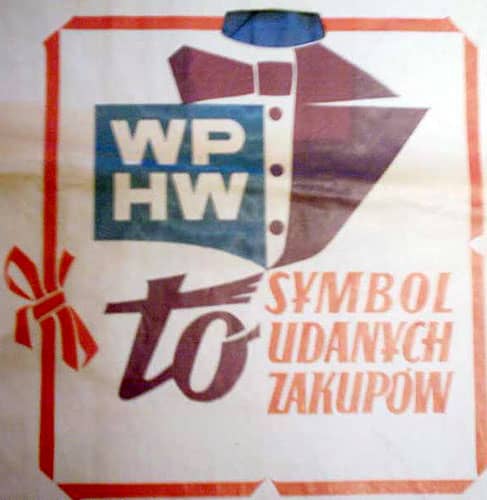 WP
HW
to
SYMBOL
UDANYCH
ZAKUPÓW